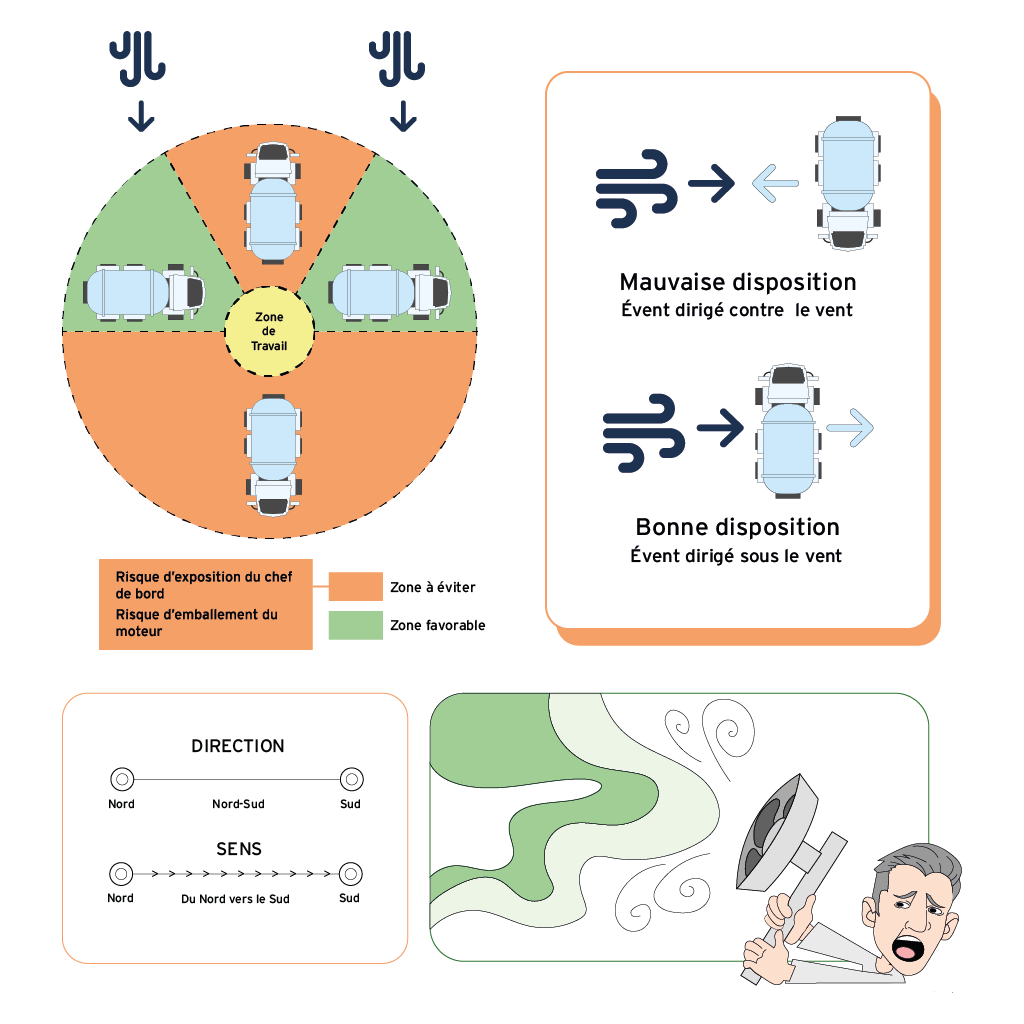 Zone
de
Travail
Risque d'exposition du chef
de bord
Risque d'emballement du
moteur
Zone à éviter
Zone favorable
Mauvaise disposition
Évent dirigé contre le vent
Bonne disposition
Évent dirigé sous le vent
DIRECTION
Nord Nord-Sud Sud
SENS
Nord Du Nord vers le Sud Sud